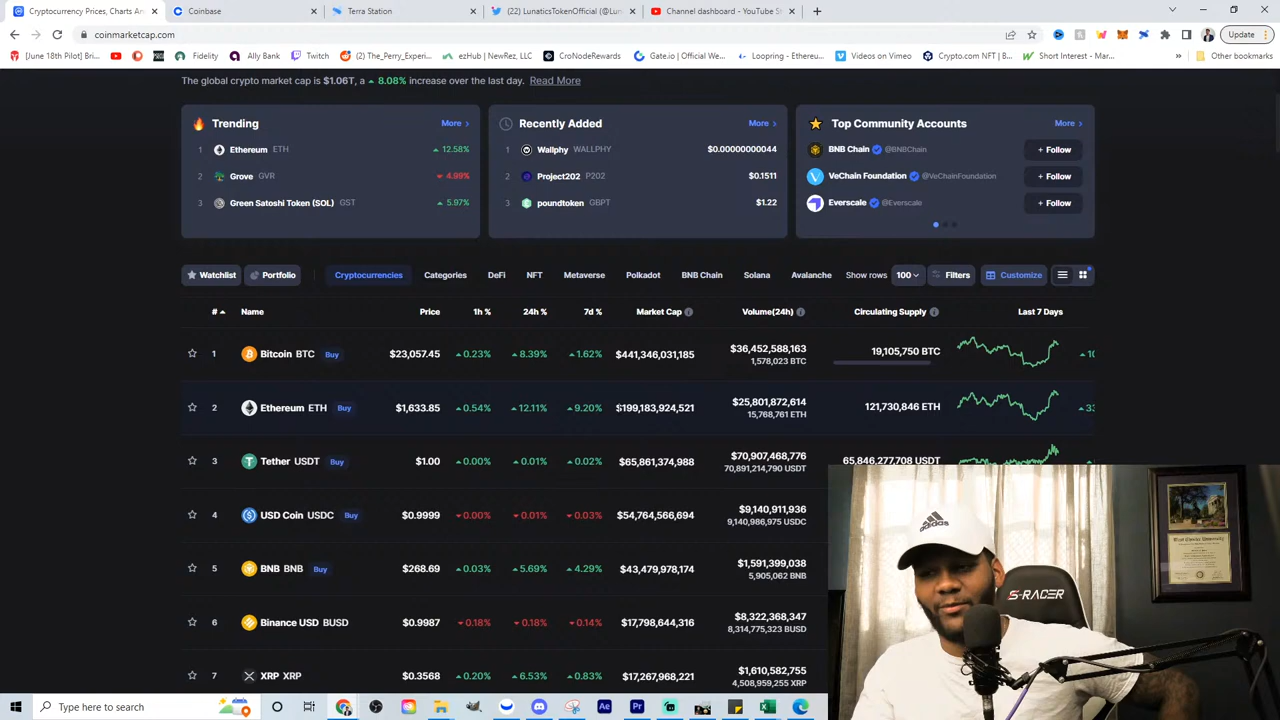 Cryptocurrency Prices, Charts An
Coinbase
Terra Station
(22) LunaticsTokenOfficial (@Lun
Channel dashboard - YouTube S
coinmarketcap.com
Update
[June 18th Pilot] Brin...
Fidelity
Ally Bank
Twitch
(2) The_Perry_Experi...
ezHub | NewRez, LLC
CroNodeRewards
Gate.io | Official We...
Loopring - Ethereu...
Videos on Vimeo
Crypto.com NFT | B...
Short Interest - Mar...
Other bookmarks
The global crypto market cap is $1.06T, a 8.08% increase over the last day. Read More
Trending
More
1 Ethereum ETH 12.58%
2 Grove GVR 4.99%
3 Green Satoshi Token (SOL) GST 5.97%
Recently Added
More
1 Wallphy WALLPHY $0.00000000044
2 Project202 P202 $0.1511
3 poundtoken GBPT $1.22
Top Community Accounts
More
BNB Chain @BNBChain + Follow
VeChain Foundation @VeChainFoundation + Follow
Everscale @Everscale + Follow
Watchlist Portfolio Cryptocurrencies Categories DeFi NFT Metaverse Polkadot BNB Chain Solana Avalanche Show rows 100 Filters Customize
# Name Price 1h % 24h % 7d % Market Cap Volume(24h) Circulating Supply Last 7 Days
1 Bitcoin BTC Buy $23,057.45 0.23% 8.39% 1.62% $441,346,031,185 $36,452,588,163 19,105,750 BTC 10
1,578,023 BTC
2 Ethereum ETH Buy $1,633.85 0.54% 12.11% 9.20% $199,183,924,521 $25,801,872,614 121,730,846 ETH 33
15,768,761 ETH
3 Tether USDT Buy $1.00 0.00% 0.01% 0.02% $65,861,374,988 $70,907,468,776 65,846,277,708 USDT
70,891,214,790 USDT
4 USD Coin USDC Buy $0.9999 0.00% 0.01% 0.03% $54,764,566,694 $9,140,911,936
9,140,986,975 USDC
5 BNB BNB Buy $268.69 0.03% 5.69% 4.29% $43,479,978,174 $1,591,399,038
5,905,062 BNB
6 Binance USD BUSD $0.9987 0.18% 0.18% 0.14% $17,798,644,316 $8,322,368,347
8,314,775,323 BUSD
7 XRP XRP $0.3568 0.20% 6.53% 0.83% $17,267,968,221 $1,610,582,755
4,508,959,255 XRP
adidas
S-RACER
Type here to search